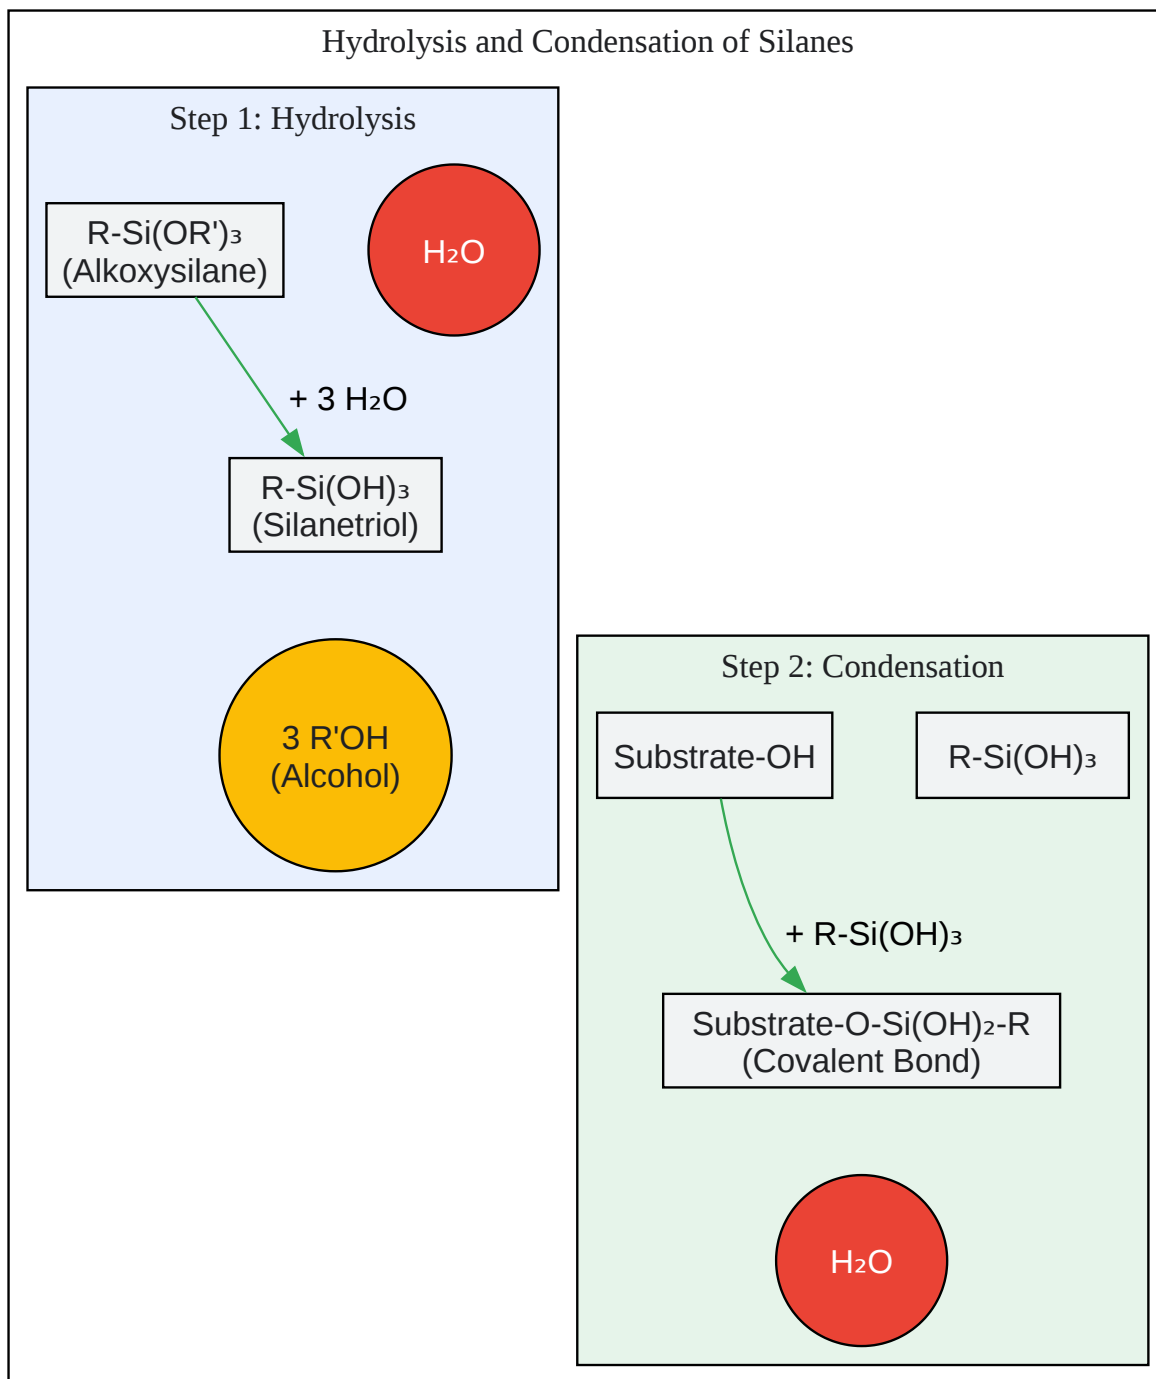 Hydrolysis and Condensation of Silanes
Step 1: Hydrolysis
R-Si(OR')₃
(Alkoxysilane)
H₂O
+ 3 H₂O
R-Si(OH)₃
(Silanetriol)
3 R'OH
(Alcohol)
Step 2: Condensation
Substrate-OH
R-Si(OH)₃
+ R-Si(OH)₃
Substrate-O-Si(OH)₂-R
(Covalent Bond)
H₂O